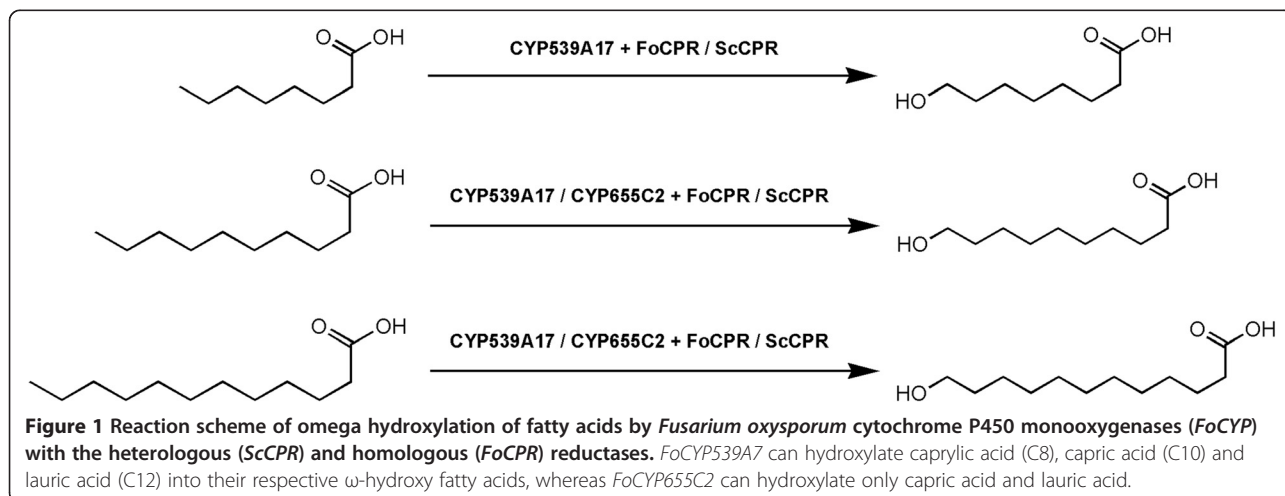 O OH
CYP539A17 + FoCPR / ScCPR
O OH
HO
O OH
CYP539A17 / CYP655C2 + FoCPR / ScCPR
O OH
HO
O OH
CYP539A17 / CYP655C2 + FoCPR / ScCPR
O OH
HO
Figure 1 Reaction scheme of omega hydroxylation of fatty acids by Fusarium oxysporum cytochrome P450 monooxygenases (FoCYP)
with the heterologous (ScCPR) and homologous (FoCPR) reductases. FoCYP539A7 can hydroxylate caprylic acid (C8), capric acid (C10) and
lauric acid (C12) into their respective ω-hydroxy fatty acids, whereas FoCYP655C2 can hydroxylate only capric acid and lauric acid.